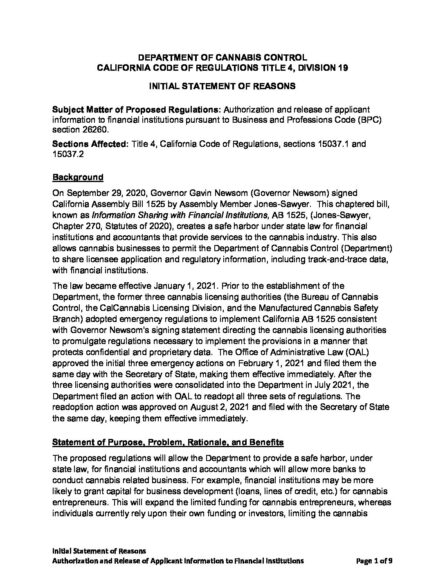 DEPARTMENT OF CANNABIS CONTROL
CALIFORNIA CODE OF REGULATIONS TITLE 4, DIVISION 19
INITIAL STATEMENT OF REASONS
Subject Matter of Proposed Regulations: Authorization and release of applicant
information to financial institutions pursuant to Business and Professions Code (BPC)
section 26260.
Sections Affected: Title 4, California Code of Regulations, sections 15037.1 and
15037.2
Background
On September 29, 2020, Governor Gavin Newsom (Governor Newsom) signed
California Assembly Bill 1525 by Assembly Member Jones-Sawyer. This chaptered bill,
known as Information Sharing with Financial Institutions, AB 1525, (Jones-Sawyer,
Chapter 270, Statutes of 2020), creates a safe harbor under state law for financial
institutions and accountants that provide services to the cannabis industry. This also
allows cannabis businesses to permit the Department of Cannabis Control (Department)
to share licensee application and regulatory information, including track-and-trace data,
with financial institutions.
The law became effective January 1, 2021. Prior to the establishment of the
Department, the former three cannabis licensing authorities (the Bureau of Cannabis
Control, the CalCannabis Licensing Division, and the Manufactured Cannabis Safety
Branch) adopted emergency regulations to implement California AB 1525 consistent
with Governor Newsom's signing statement directing the cannabis licensing authorities
to promulgate regulations necessary to implement the provisions in a manner that
protects confidential and proprietary data. The Office of Administrative Law (OAL)
approved the initial three emergency actions on February 1, 2021 and filed them the
same day with the Secretary of State, making them effective immediately. After the
three licensing authorities were consolidated into the Department in July 2021, the
Department filed an action with OAL to readopt all three sets of regulations. The
readoption action was approved on August 2, 2021 and filed with the Secretary of State
the same day, keeping them effective immediately.
Statement of Purpose, Problem, Rationale, and Benefits
The proposed regulations will allow the Department to provide a safe harbor, under
state law, for financial institutions and accountants which will allow more banks to
conduct cannabis related business. For example, financial institutions may be more
likely to grant capital for business development (loans, lines of credit, etc.) for cannabis
entrepreneurs. This will expand the limited funding for cannabis entrepreneurs, whereas
individuals currently rely upon their own funding or investors, limiting the cannabis
Initial Statement of Reasons
Authorization and Release of Applicant Information to Financial Institutions Page 1 of 9